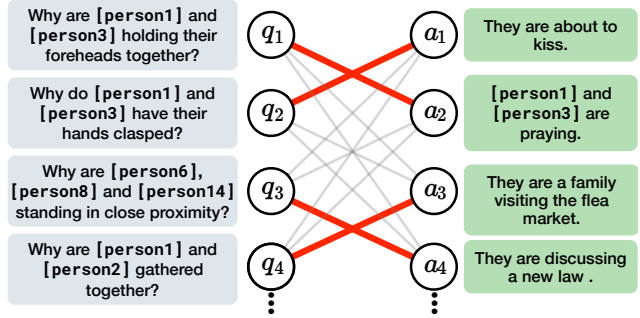 Why are [person1] and
[person3] holding their
foreheads together?
q1
a1
They are about to
kiss.
Why do [person1] and
[person3] have their
hands clasped?
q2
a2
[person1] and
[person3] are
praying.
Why are [person6],
[person8] and [person14]
standing in close proximity?
q3
a3
They are a family
visiting the flea
market.
Why are [person1] and
[person2] gathered
together?
q4
a4
They are discussing
a new law .